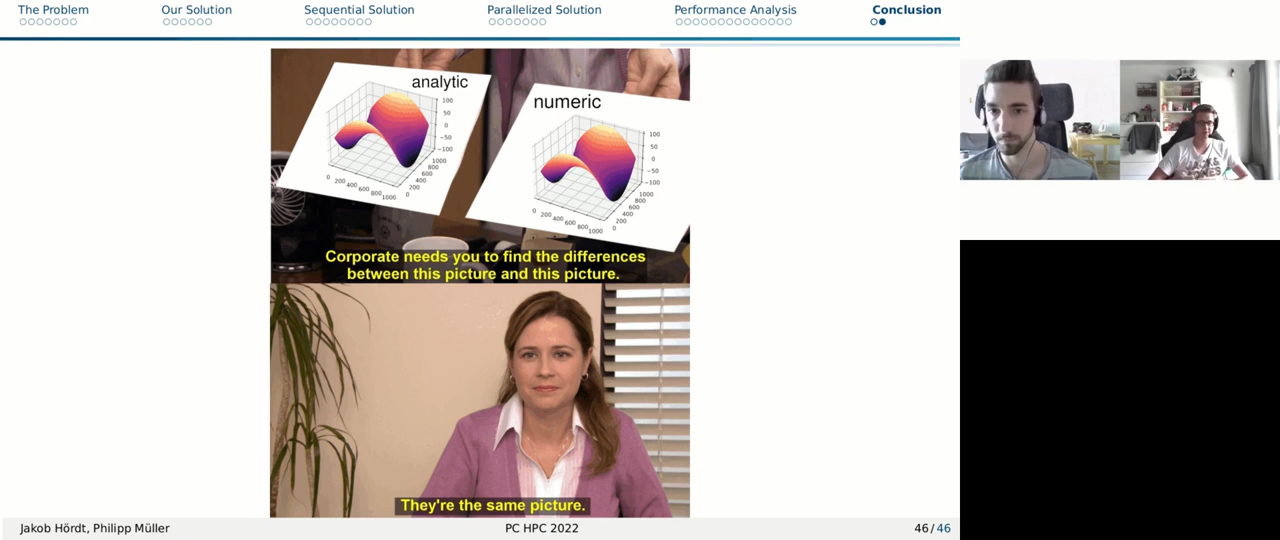 The Problem
Our Solution
Sequential Solution
Parallelized Solution
Performance Analysis
Conclusion
analytic
100
50
0
−50
−100
1000
800
600
400
200
0
0 200 400 600 800 1000
numeric
100
50
0
−50
−100
1000
800
600
400
200
0
0 200 400 600 800 1000
Corporate needs you to find the differences
between this picture and this picture.
They're the same picture.
Jakob Hördt, Philipp Müller
PC HPC 2022
46/46